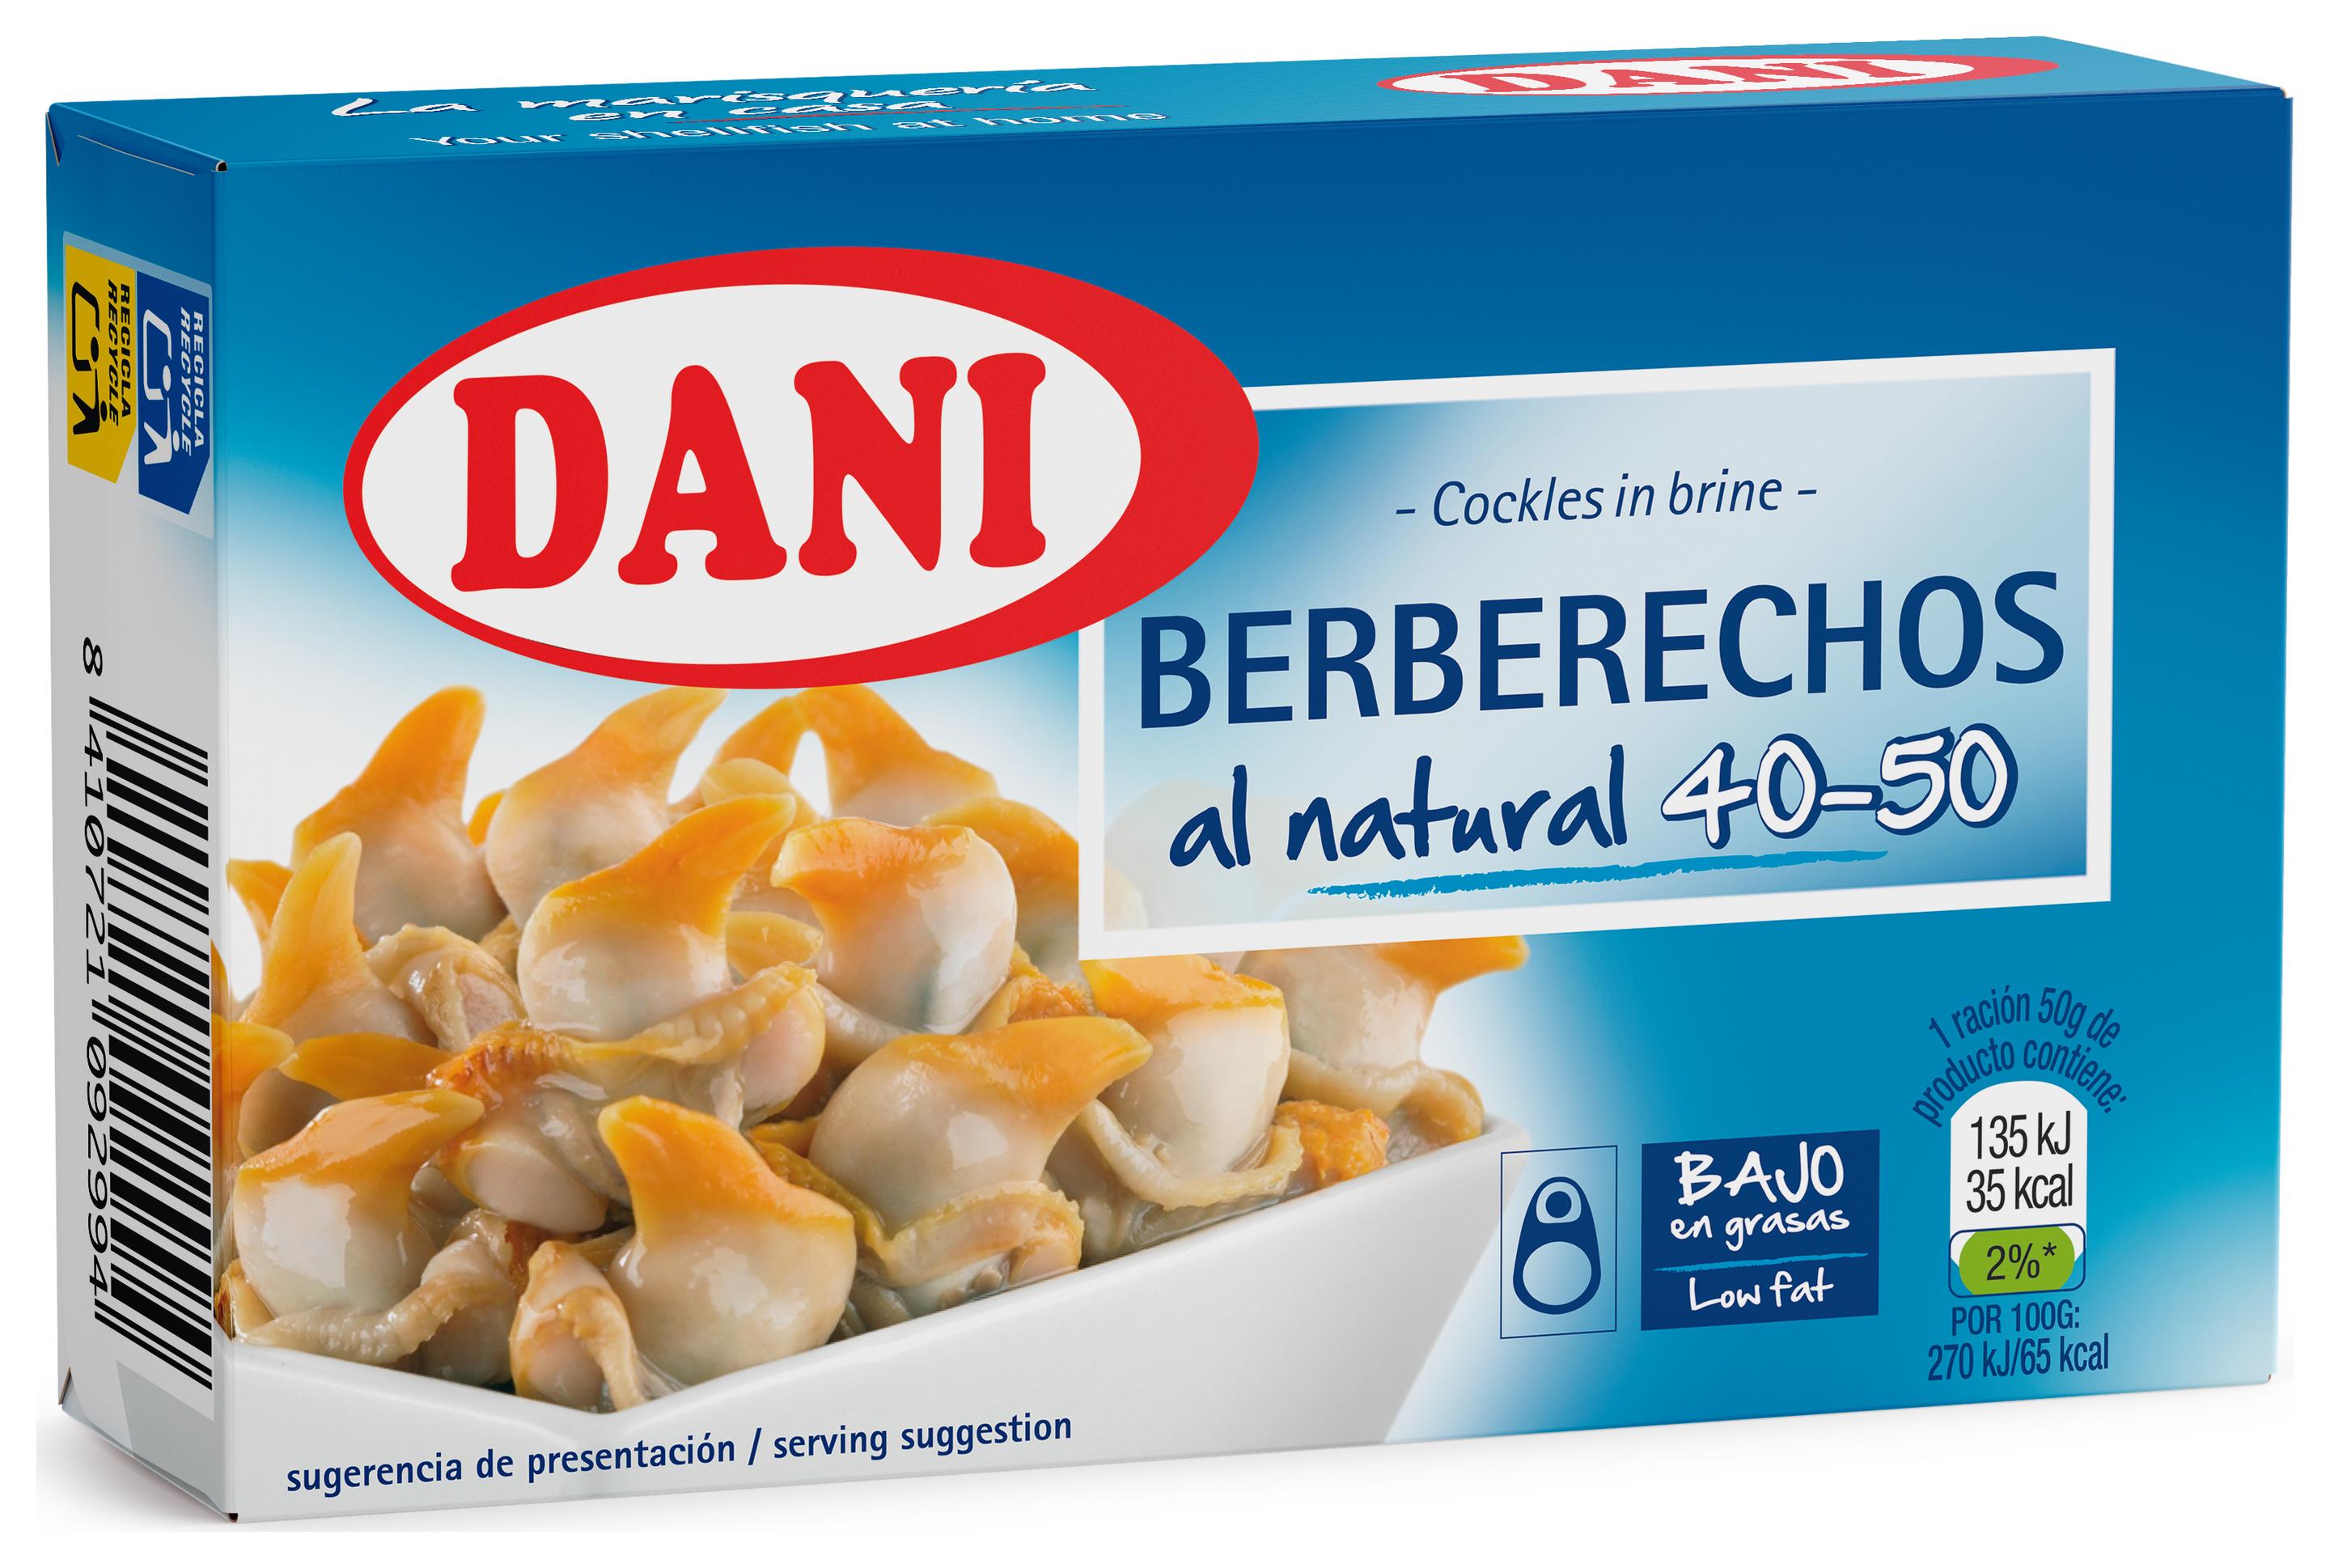 La marisquería
en casa
Your shellfish at home
DANI
RECICLA
RECYCLE
RECICLA
RECYCLE
DANI
- Cockles in brine -
BERBERECHOS
al natural 40-50
1 ración 50g de
producto contiene:
135 kJ
35 kcal
2%*
POR 100G:
270 kJ/65 kcal
BAJO
en grasas
Low fat
sugerencia de presentación / serving suggestion
8 410721 092994